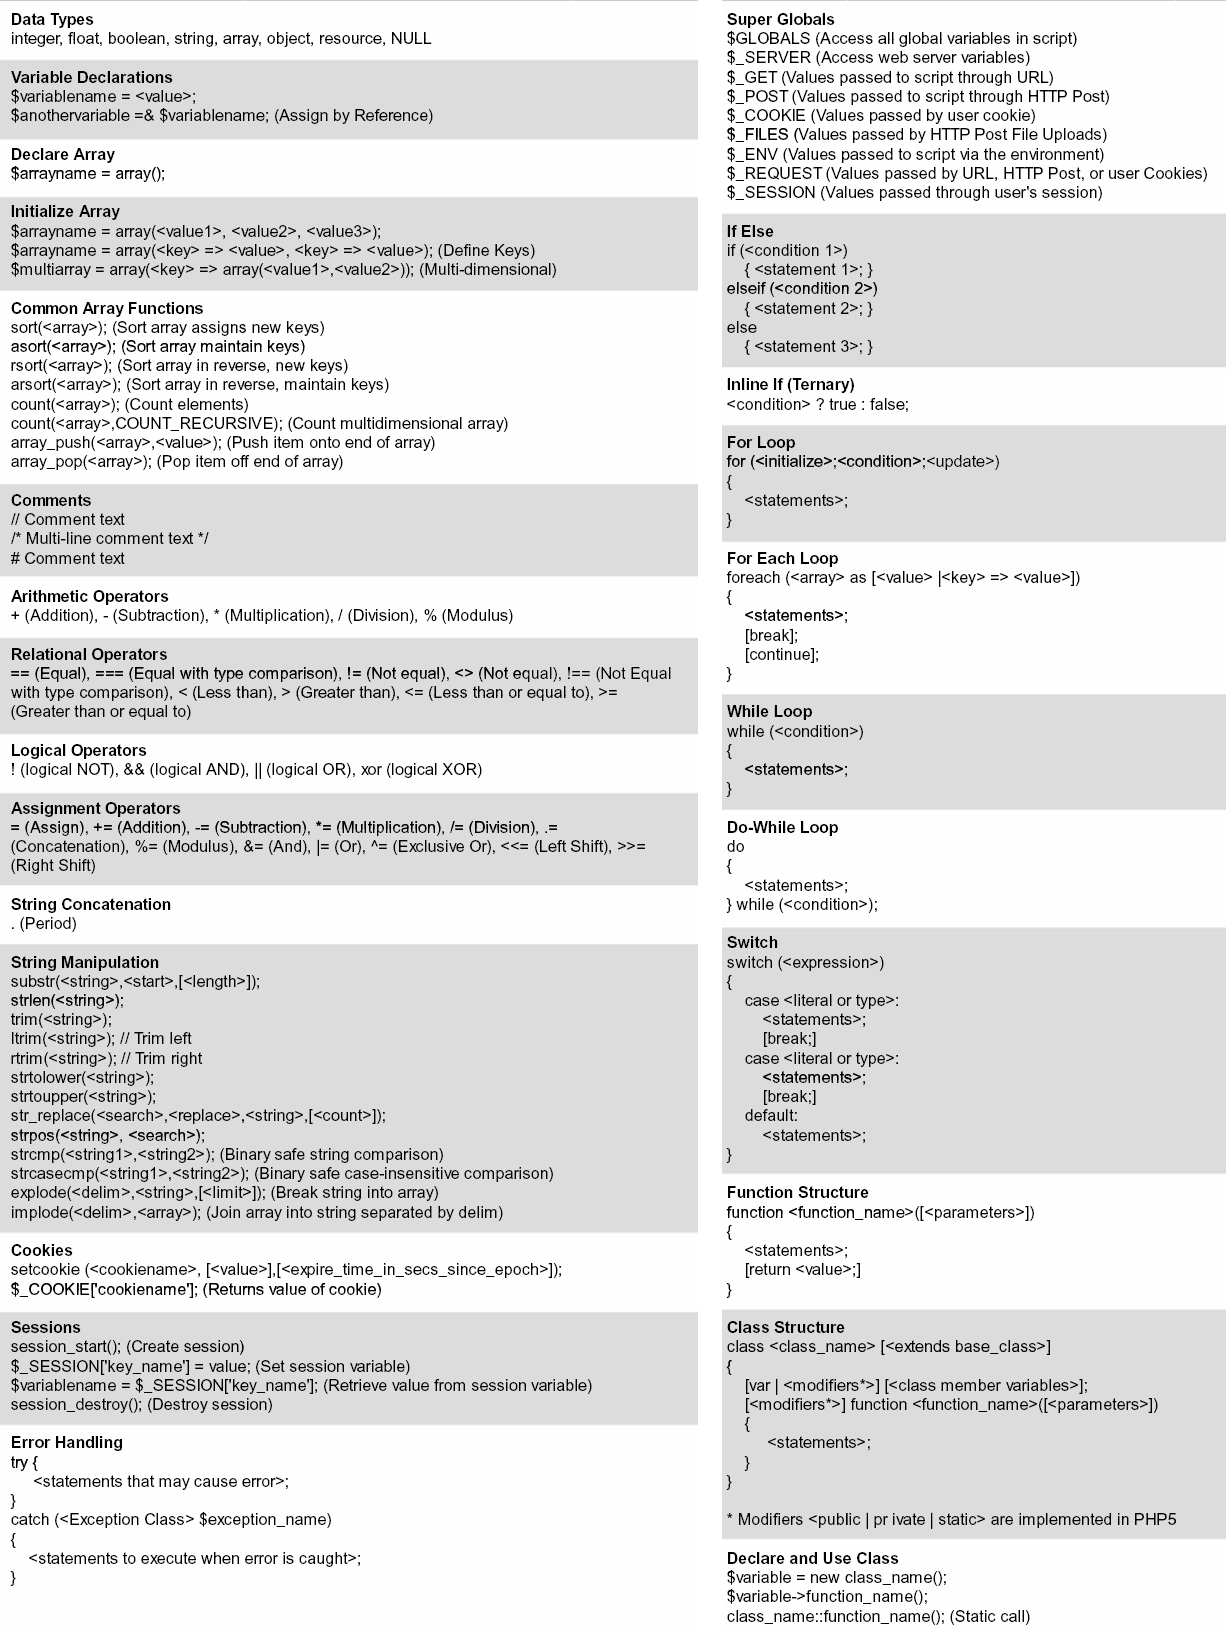 Data Types
integer, float, boolean, string, array, object, resource, NULL
Variable Declarations
$variablename = <value>;
$anothervariable =& $variablename; (Assign by Reference)
Declare Array
$arrayname = array();
Initialize Array
$arrayname = array(<value1>, <value2>, <value3>);
$arrayname = array(<key> => <value>, <key> => <value>); (Define Keys)
$multiarray = array(<key> => array(<value1>,<value2>)); (Multi-dimensional)
Common Array Functions
sort(<array>); (Sort array assigns new keys)
asort(<array>); (Sort array maintain keys)
rsort(<array>); (Sort array in reverse, new keys)
arsort(<array>); (Sort array in reverse, maintain keys)
count(<array>); (Count elements)
count(<array>,COUNT_RECURSIVE); (Count multidimensional array)
array_push(<array>,<value>); (Push item onto end of array)
array_pop(<array>); (Pop item off end of array)
Comments
// Comment text
/* Multi-line comment text */
# Comment text
Arithmetic Operators
+ (Addition), - (Subtraction), * (Multiplication), / (Division), % (Modulus)
Relational Operators
== (Equal), === (Equal with type comparison), != (Not equal), <> (Not equal), !== (Not Equal
with type comparison), < (Less than), > (Greater than), <= (Less than or equal to), >=
(Greater than or equal to)
Logical Operators
! (logical NOT), && (logical AND), || (logical OR), xor (logical XOR)
Assignment Operators
= (Assign), += (Addition), -= (Subtraction), *= (Multiplication), /= (Division), .=
(Concatenation), %= (Modulus), &= (And), |= (Or), ^= (Exclusive Or), <<= (Left Shift), >>=
(Right Shift)
String Concatenation
. (Period)
String Manipulation
substr(<string>,<start>,[<length>]);
strlen(<string>);
trim(<string>);
ltrim(<string>); // Trim left
rtrim(<string>); // Trim right
strtolower(<string>);
strtoupper(<string>);
str_replace(<search>,<replace>,<string>,[<count>]);
strpos(<string>, <search>);
strcmp(<string1>,<string2>); (Binary safe string comparison)
strcasecmp(<string1>,<string2>); (Binary safe case-insensitive comparison)
explode(<delim>,<string>,[<limit>]); (Break string into array)
implode(<delim>,<array>); (Join array into string separated by delim)
Cookies
setcookie (<cookiename>, [<value>],[<expire_time_in_secs_since_epoch>]);
$_COOKIE['cookiename']; (Returns value of cookie)
Sessions
session_start(); (Create session)
$_SESSION['key_name'] = value; (Set session variable)
$variablename = $_SESSION['key_name']; (Retrieve value from session variable)
session_destroy(); (Destroy session)
Error Handling
try {
<statements that may cause error>;
}
catch (<Exception Class> $exception_name)
{
<statements to execute when error is caught>;
}
Super Globals
$GLOBALS (Access all global variables in script)
$_SERVER (Access web server variables)
$_GET (Values passed to script through URL)
$_POST (Values passed to script through HTTP Post)
$_COOKIE (Values passed by user cookie)
$_FILES (Values passed by HTTP Post File Uploads)
$_ENV (Values passed to script via the environment)
$_REQUEST (Values passed by URL, HTTP Post, or user Cookies)
$_SESSION (Values passed through user's session)
If Else
if (<condition 1>)
{ <statement 1>; }
elseif (<condition 2>)
{ <statement 2>; }
else
{ <statement 3>; }
Inline If (Ternary)
<condition> ? true : false;
For Loop
for (<initialize>;<condition>;<update>)
{
<statements>;
}
For Each Loop
foreach (<array> as [<value> |<key> => <value>])
{
<statements>;
[break];
[continue];
}
While Loop
while (<condition>)
{
<statements>;
}
Do-While Loop
do
{
<statements>;
} while (<condition>);
Switch
switch (<expression>)
{
case <literal or type>:
<statements>;
[break;]
case <literal or type>:
<statements>;
[break;]
default:
<statements>;
}
Function Structure
function <function_name>([<parameters>])
{
<statements>;
[return <value>;]
}
Class Structure
class <class_name> [<extends base_class>]
{
[var | <modifiers*>] [<class member variables>];
[<modifiers*>] function <function_name>([<parameters>])
{
<statements>;
}
}
* Modifiers <public | pr ivate | static> are implemented in PHP5
Declare and Use Class
$variable = new class_name();
$variable->function_name();
class_name::function_name(); (Static call)